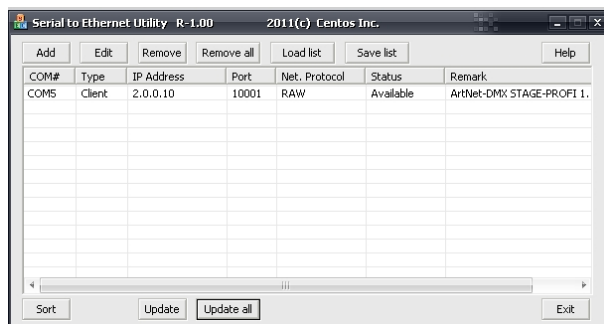 Serial to Ethernet Utility R-1.00 2011(c) Centos Inc.
Add Edit Remove Remove all Load list Save list Help
COM# Type IP Address Port Net. Protocol Status Remark
COM5 Client 2.0.0.10 10001 RAW Available ArtNet-DMX STAGE-PROFI 1.
Sort Update Update all Exit